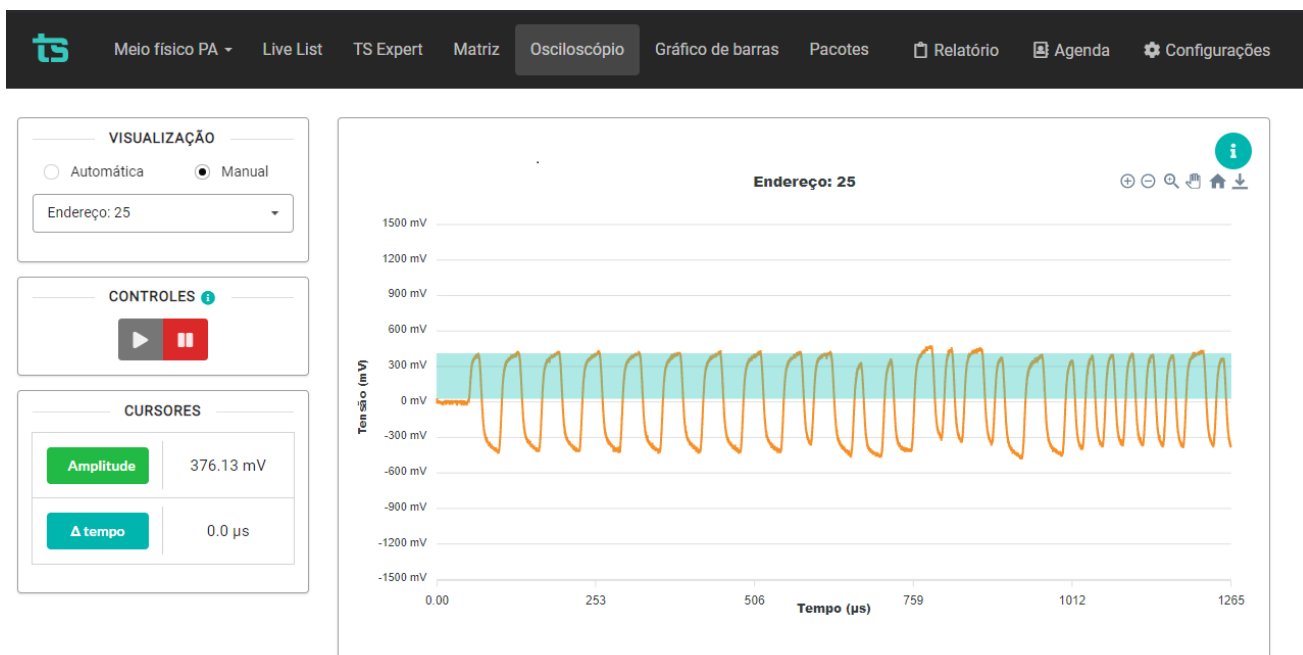 ts Meio físico PA Live List TS Expert Matriz Osciloscópio Gráfico de barras Pacotes Relatório Agenda Configurações
VISUALIZAÇÃO
Automática Manual
Endereço: 25
CONTROLES i
CURSORES
Amplitude 376.13 mV
Δ tempo 0.0 µs
i
Endereço: 25
Tensão (mV)
1500 mV
1200 mV
900 mV
600 mV
300 mV
0 mV
-300 mV
-600 mV
-900 mV
-1200 mV
-1500 mV
0.00 253 506 759 1012 1265
Tempo (µs)